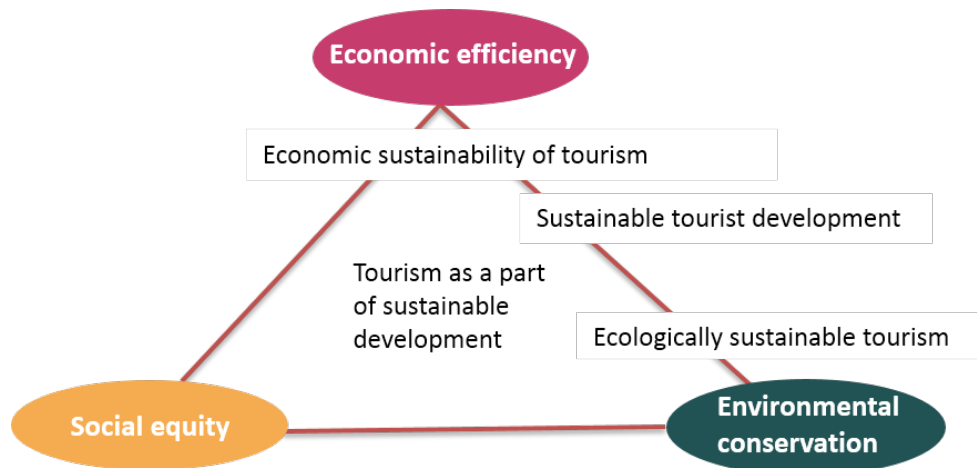 Economic efficiency
Economic sustainability of tourism
Sustainable tourist development
Tourism as a part
of sustainable
development
Ecologically sustainable tourism
Social equity
Environmental
conservation